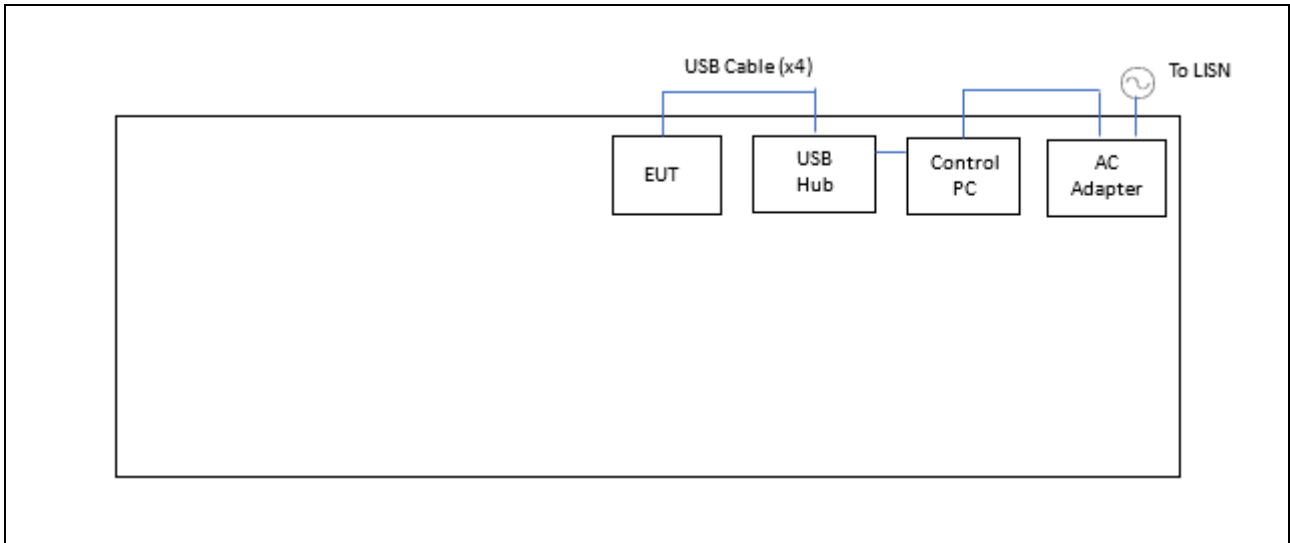 USB Cable (x4)
To LISN
EUT
USB
Hub
Control
PC
AC
Adapter